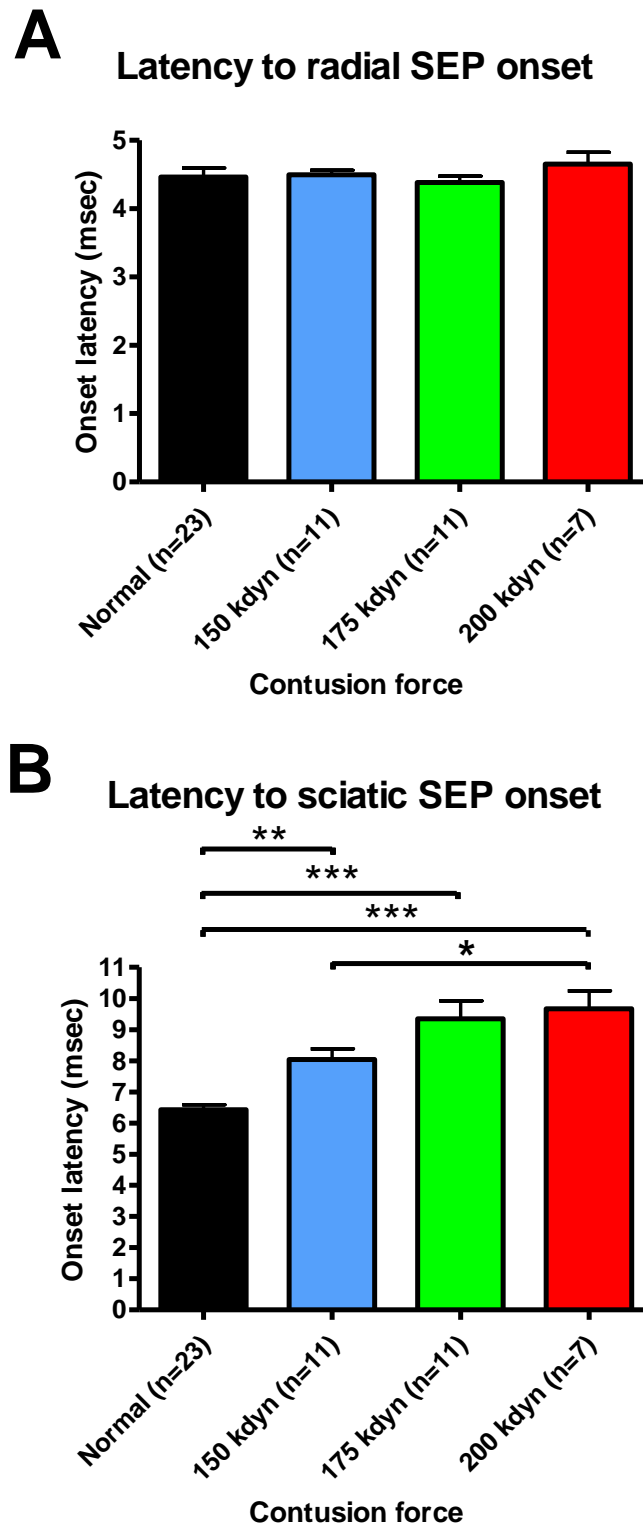 A
Latency to radial SEP onset
Onset latency (msec)
5
4
3
2
1
0
Normal (n=23)
150 kdyn (n=11)
175 kdyn (n=11)
200 kdyn (n=7)
Contusion force
B
Latency to sciatic SEP onset
**
***
***
*
Onset latency (msec)
11
10
9
8
7
6
5
4
3
2
1
0
Normal (n=23)
150 kdyn (n=11)
175 kdyn (n=11)
200 kdyn (n=7)
Contusion force